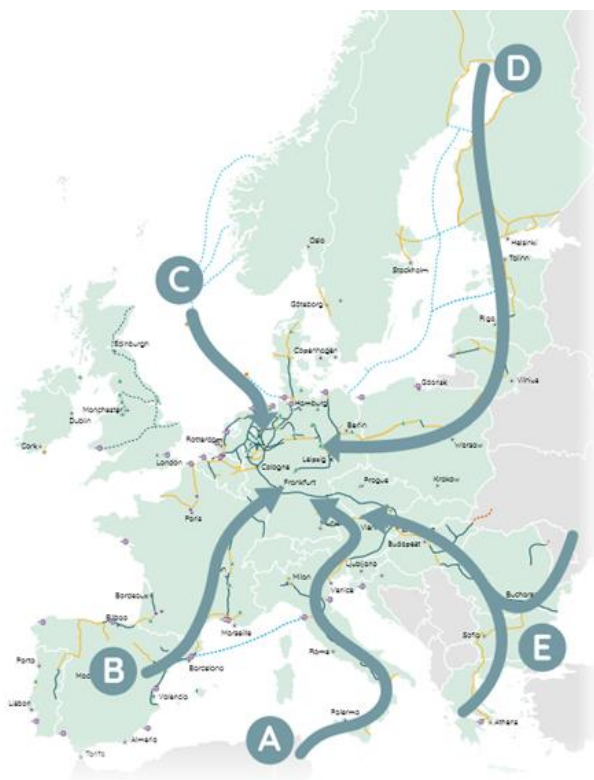 D
Oslo
Helsinki
Tallinn
Stockholm
C
Göteborg
Riga
Edinburgh
Copenhagen
Vilnius
Gdansk
Manchester
Dublin
Hamburg
Berlin
Cork
Rotterdam
Warsaw
London
Leipzig
Cologne
Frankfurt
Prague
Krakow
Paris
Budapest
Ljubljana
Milan
Venice
Bordeaux
Buchare
Bilbao
Marseille
Sofia
E
Porto
B
Barcelona
Rome
Lisbon
Valencia
A
Palermo
Athens
Almeria
Tarifa